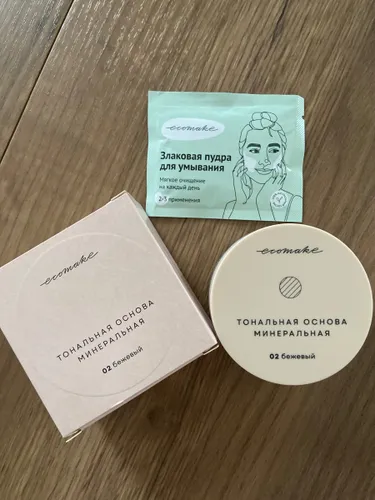 ecomake
Злаковая пудра
для умывания
Мягкое очищение
на каждый день
2-3 применения
ecomake
ТОНАЛЬНАЯ ОСНОВА
МИНЕРАЛЬНАЯ
02 бежевый
ecomake
ТОНАЛЬНАЯ ОСНОВА
МИНЕРАЛЬНАЯ
02 бежевый